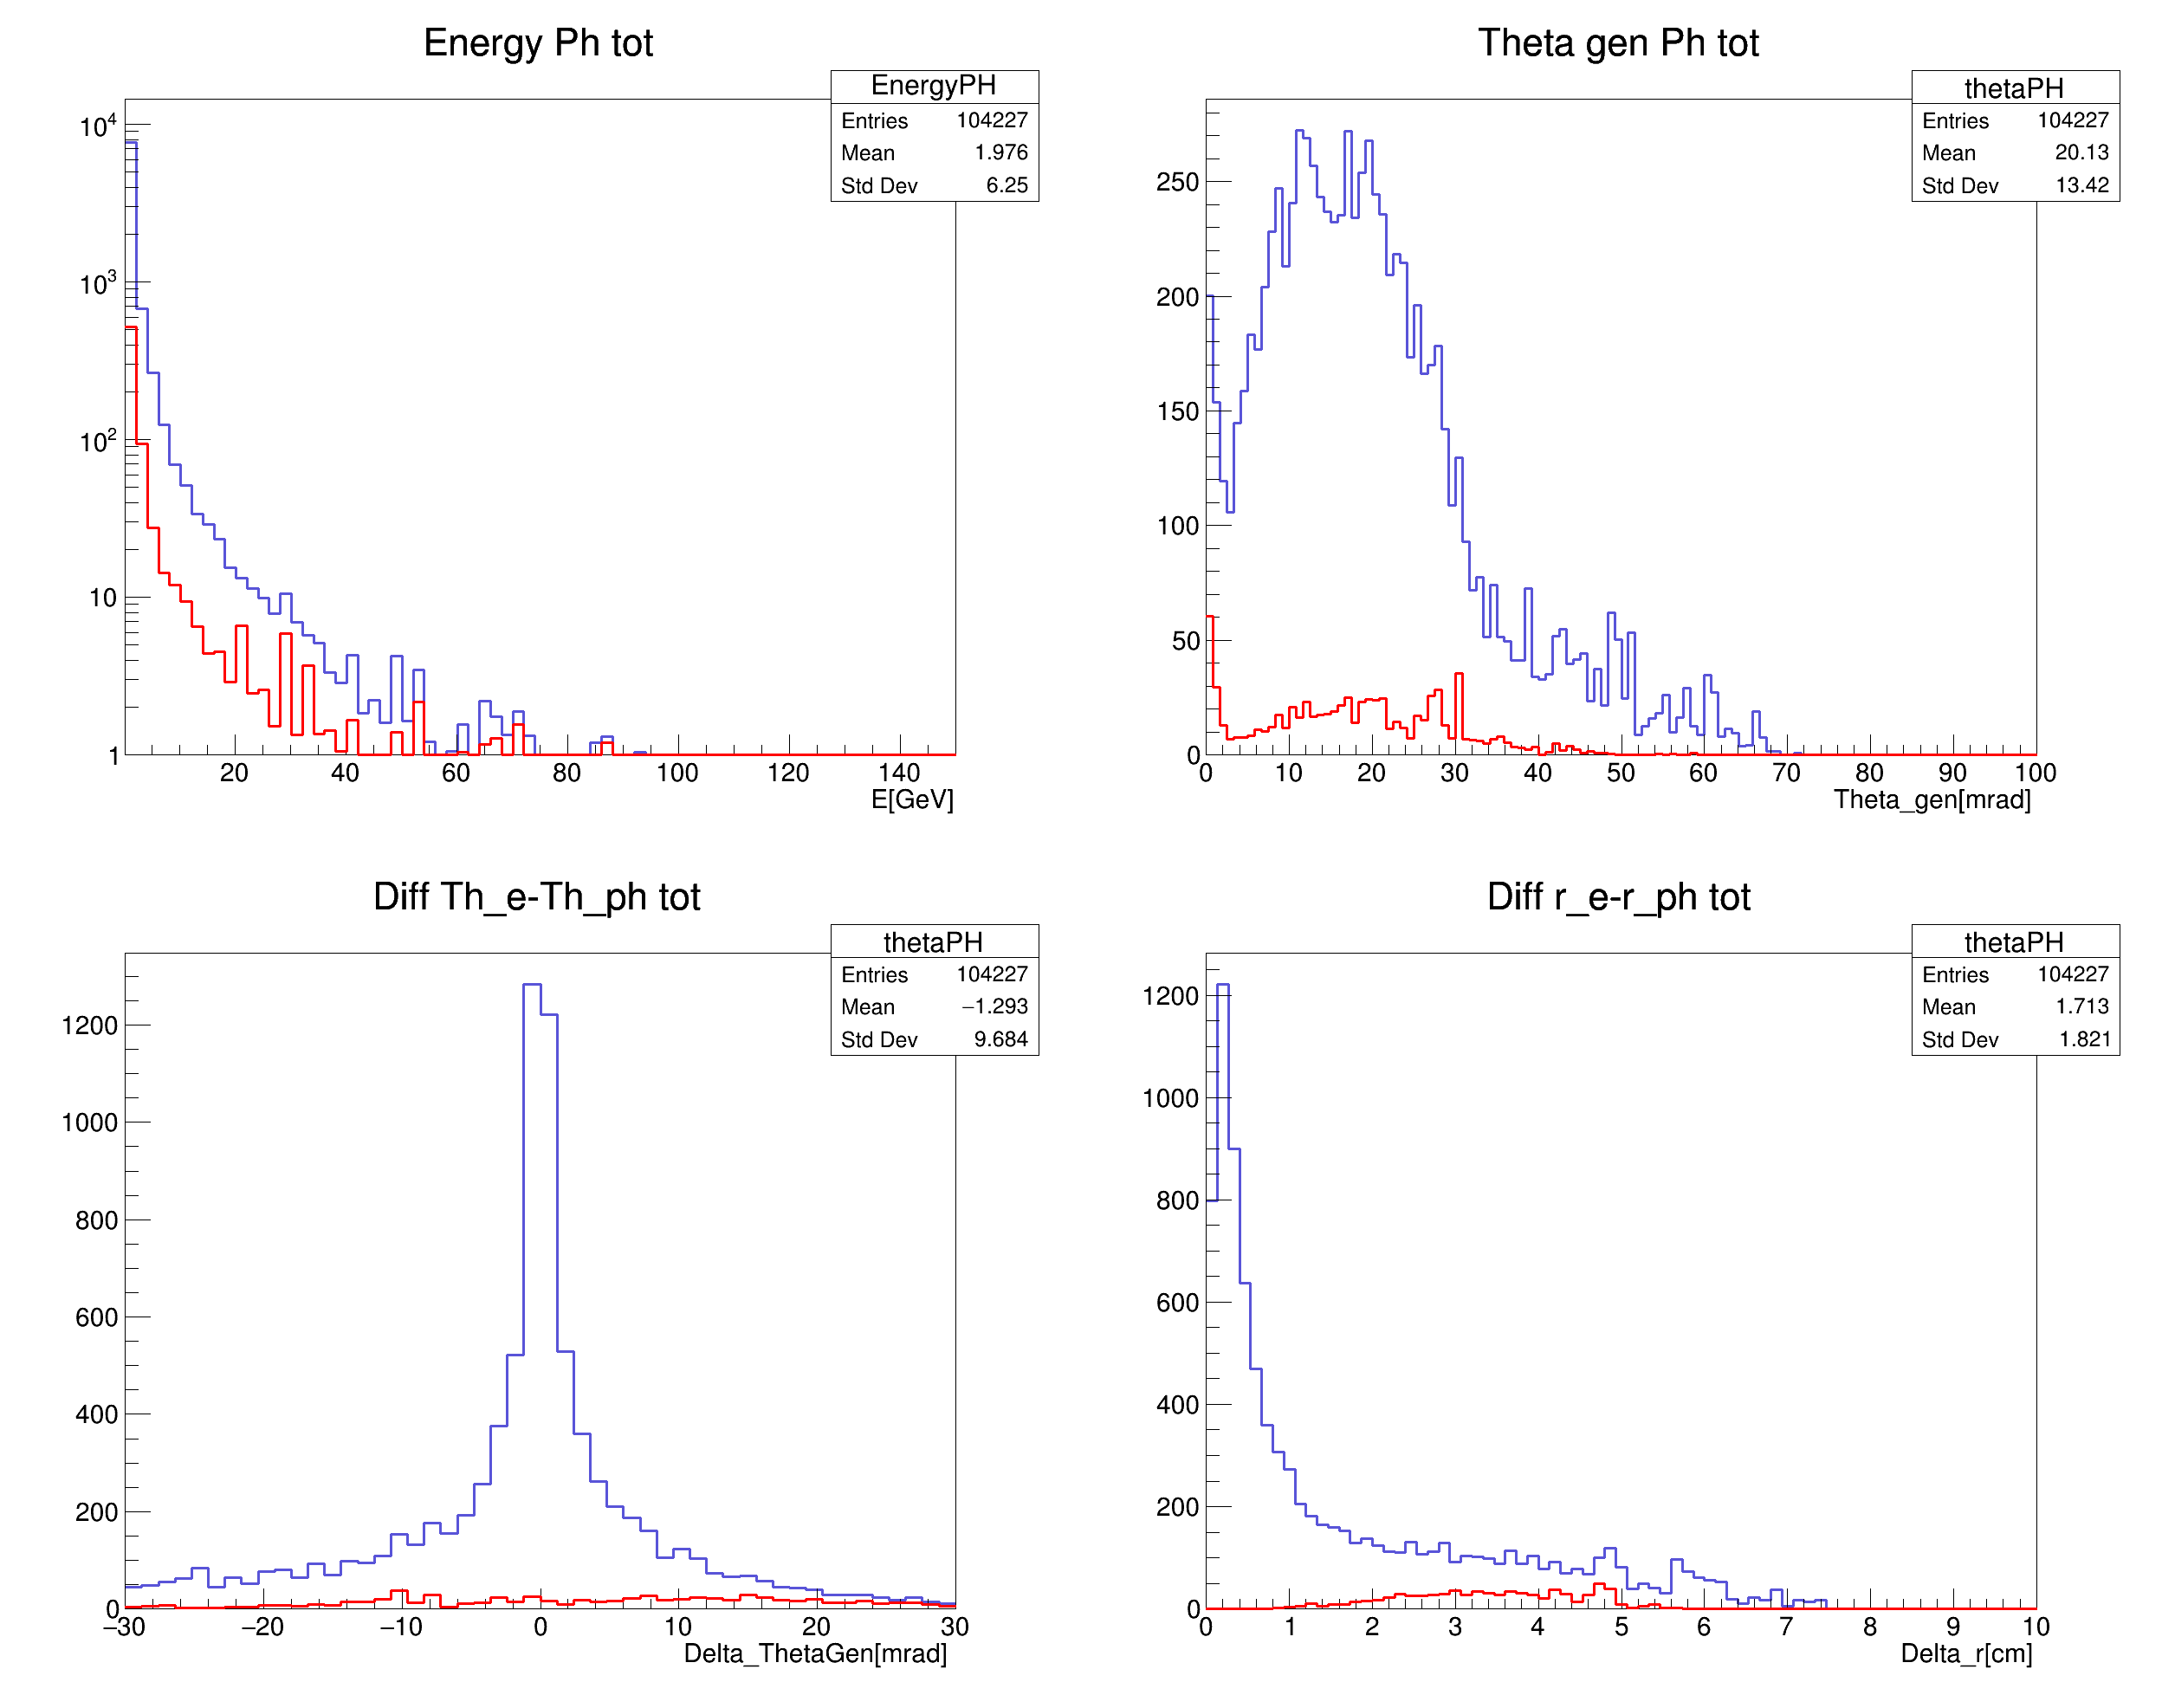 Energy Ph tot
EnergyPH
Entries 104227
Mean 1.976
Std Dev 6.25
10^4
10^3
10^2
10
1
20 40 60 80 100 120 140
E[GeV]
Theta gen Ph tot
thetaPH
Entries 104227
Mean 20.13
Std Dev 13.42
250
200
150
100
50
0
0 10 20 30 40 50 60 70 80 90 100
Theta_gen[mrad]
Diff Th_e-Th_ph tot
thetaPH
Entries 104227
Mean −1.293
Std Dev 9.684
1200
1000
800
600
400
200
0
−30 −20 −10 0 10 20 30
Delta_ThetaGen[mrad]
Diff r_e-r_ph tot
thetaPH
Entries 104227
Mean 1.713
Std Dev 1.821
1200
1000
800
600
400
200
0
0 1 2 3 4 5 6 7 8 9 10
Delta_r[cm]